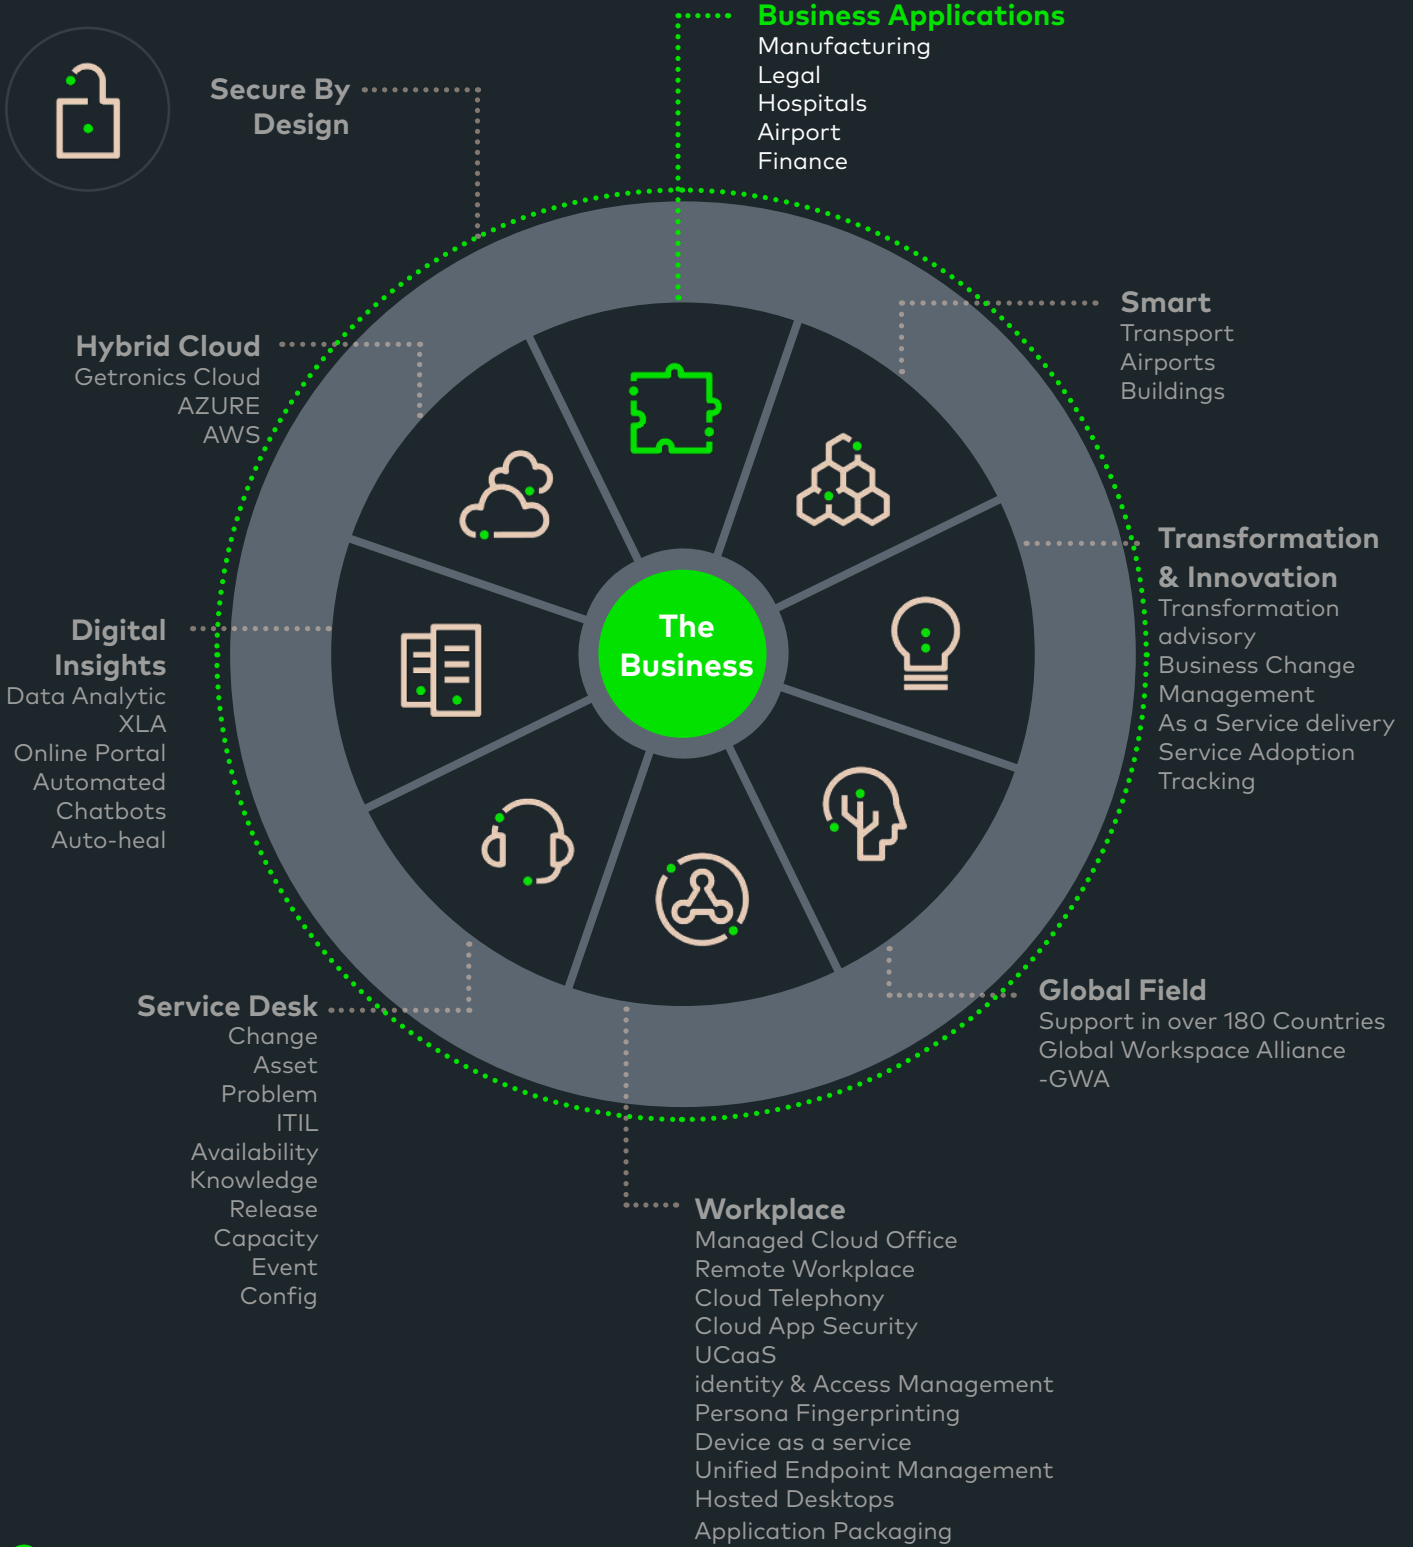 Business Applications
Manufacturing
Legal
Hospitals
Airport
Finance
Secure By
Design
Smart
Transport
Airports
Buildings
Hybrid Cloud
Getronics Cloud
AZURE
AWS
Transformation
& Innovation
Transformation
advisory
Business Change
Management
As a Service delivery
Service Adoption
Tracking
The
Business
Digital
Insights
Data Analytic
XLA
Online Portal
Automated
Chatbots
Auto-heal
Global Field
Support in over 180 Countries
Global Workspace Alliance
-GWA
Service Desk
Change
Asset
Problem
ITIL
Availability
Knowledge
Release
Capacity
Event
Config
Workplace
Managed Cloud Office
Remote Workplace
Cloud Telephony
Cloud App Security
UCaaS
identity & Access Management
Persona Fingerprinting
Device as a service
Unified Endpoint Management
Hosted Desktops
Application Packaging